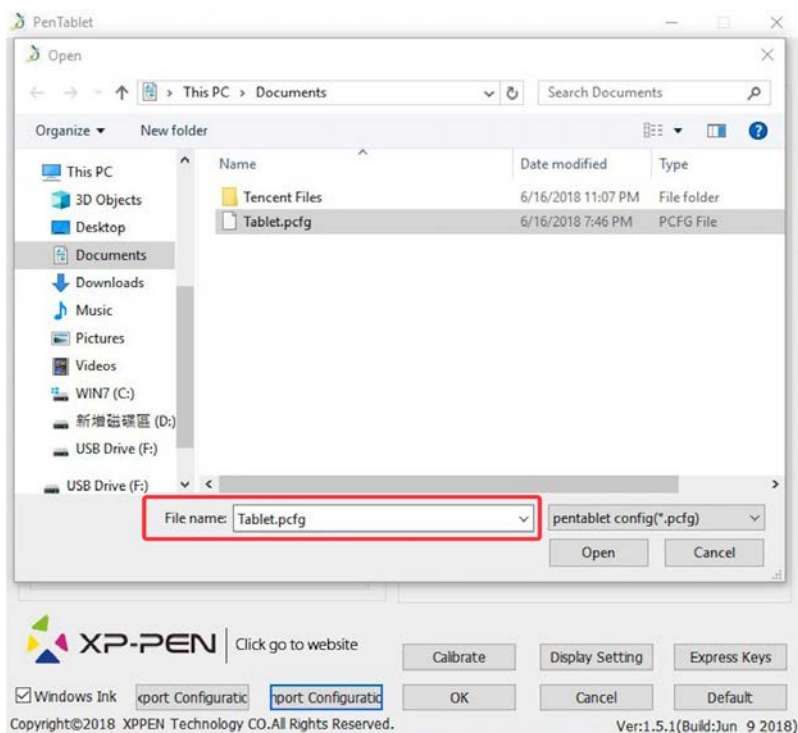 PenTablet
Open
This PC > Documents
Search Documents
Organize
New folder
Name
Date modified
Type
This PC
3D Objects
Desktop
Documents
Downloads
Music
Pictures
Videos
WIN7 (C:)
新增磁碟區 (D:)
USB Drive (F:)
USB Drive (F:)
Tencent Files 6/16/2018 11:07 PM File folder
Tablet.pcfg 6/16/2018 7:46 PM PCFG File
File name: Tablet.pcfg
pentablet config(*.pcfg)
Open
Cancel
XP-PEN
Click go to website
Calibrate
Display Setting
Express Keys
Windows Ink
xport Configuratic
nport Configuratic
OK
Cancel
Default
Copyright©2018 XPPEN Technology CO.All Rights Reserved.
Ver:1.5.1(Build:Jun 9 2018)